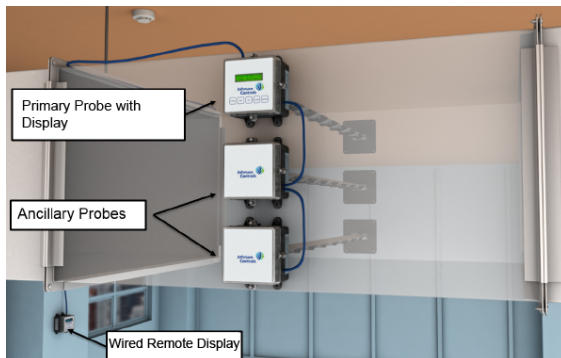 Johnson
Controls
Primary Probe with
Display
Johnson
Controls
Ancillary Probes
Johnson
Controls
Wired Remote Display